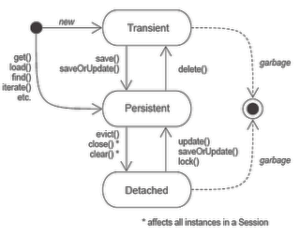 new
Transient
get()
load()
find()
iterate()
etc.
save()
saveOrUpdate()
delete()
garbage
Persistent
evict()
close() *
clear() *
update()
saveOrUpdate()
lock()
garbage
Detached
* affects all instances in a Session